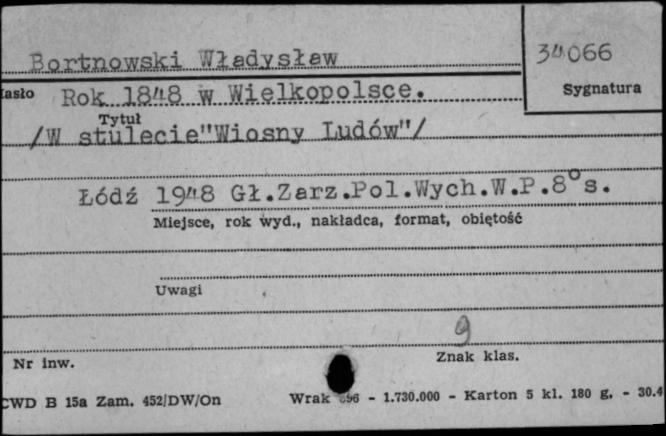 Bortnowski Władysław
34066
asło
Rok 1848 w Wielkopolsce.
Sygnatura
Tytuł
/W stulecie"Wiosny Ludów"/
Łódź 1948 Gł.Zarz.Pol.Wych.W.P.8°s.
Miejsce, rok wyd., nakładca, format, objętość
Uwagi
9
Nr inw.
Znak klas.
CWD B 15a Zam. 452/DW/On
Wrak 96 - 1.730.000 - Karton 5 kl. 180 g. - 30.4